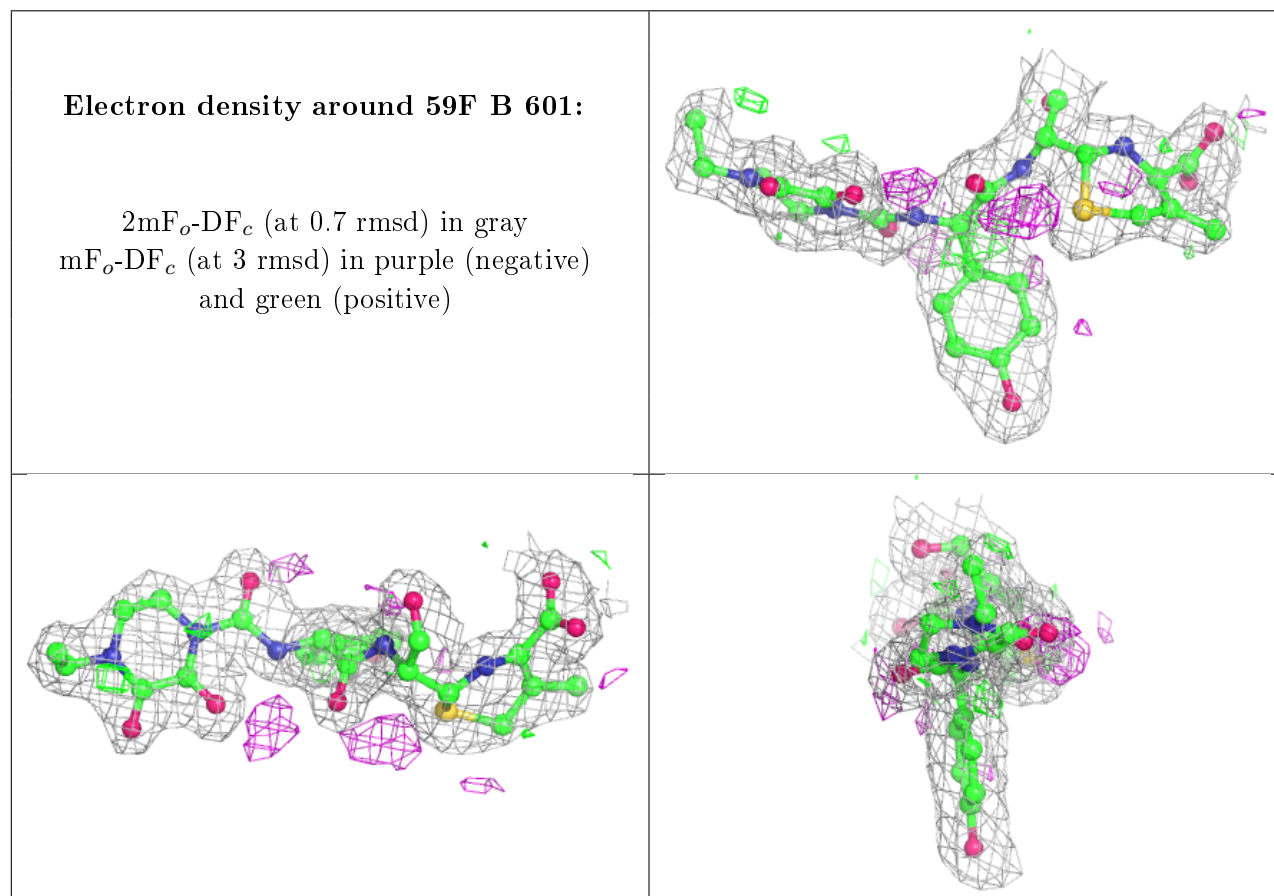 Electron density around 59F B 601:
2mFo-DFc (at 0.7 rmsd) in gray
mFo-DFc (at 3 rmsd) in purple (negative)
and green (positive)